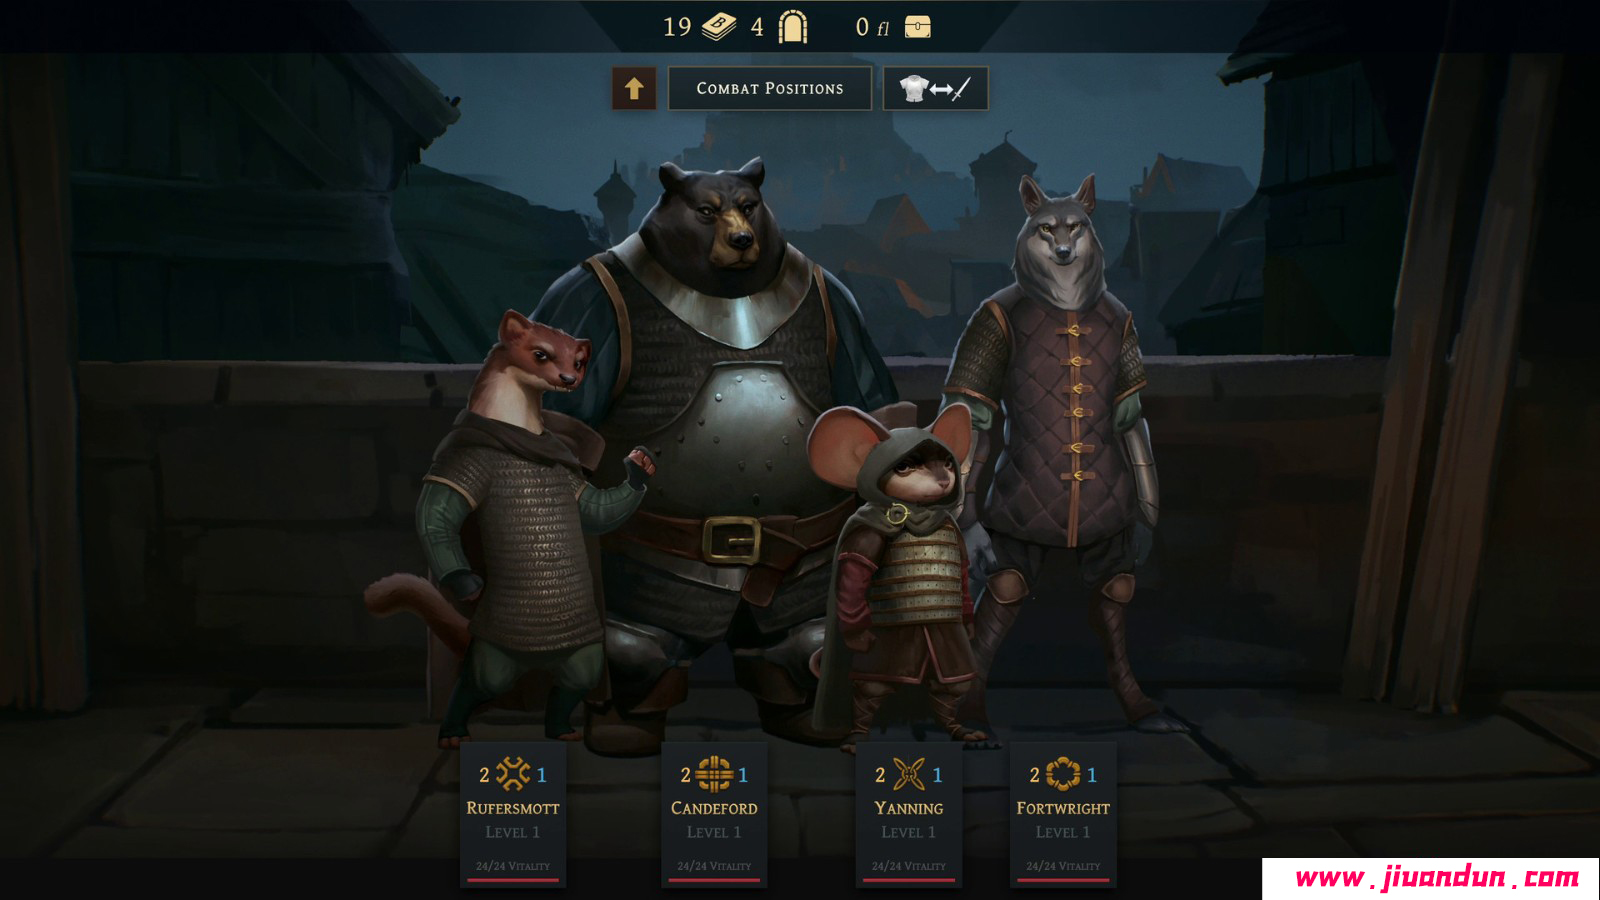 19 4 0 fl
COMBAT POSITIONS
2 1
RUFERSMOTT
LEVEL 1
24/24 VITALITY
2 1
CANDEFORD
LEVEL 1
24/24 VITALITY
2 1
YANNING
LEVEL 1
24/24 VITALITY
2 1
FORTWRIGHT
LEVEL 1
24/24 VITALITY
www.jiuandun.com